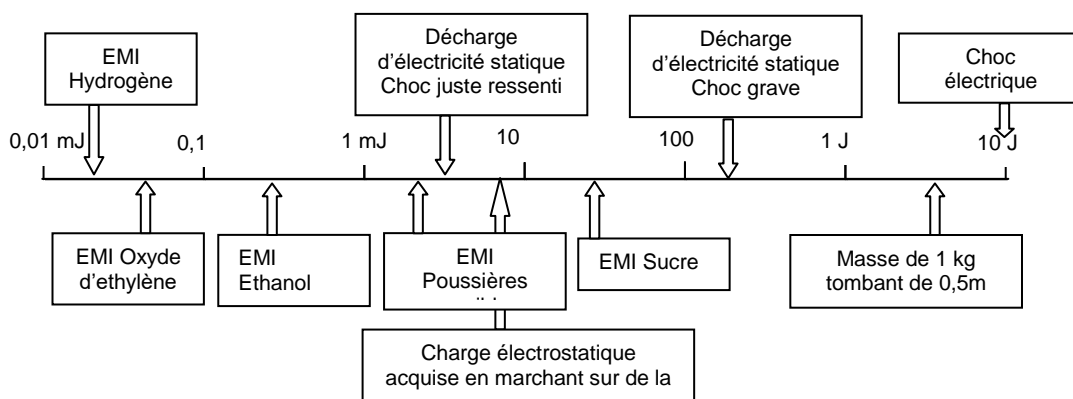 EMI
Hydrogène
Décharge
d'électricité statique
Choc juste ressenti
Décharge
d'électricité statique
Choc grave
Choc
électrique
0,01 mJ
0,1
1 mJ
10
100
1 J
10 J
EMI Oxyde
d'ethylène
EMI
Ethanol
EMI
Poussières
EMI Sucre
Masse de 1 kg
tombant de 0,5m
Charge électrostatique
acquise en marchant sur de la